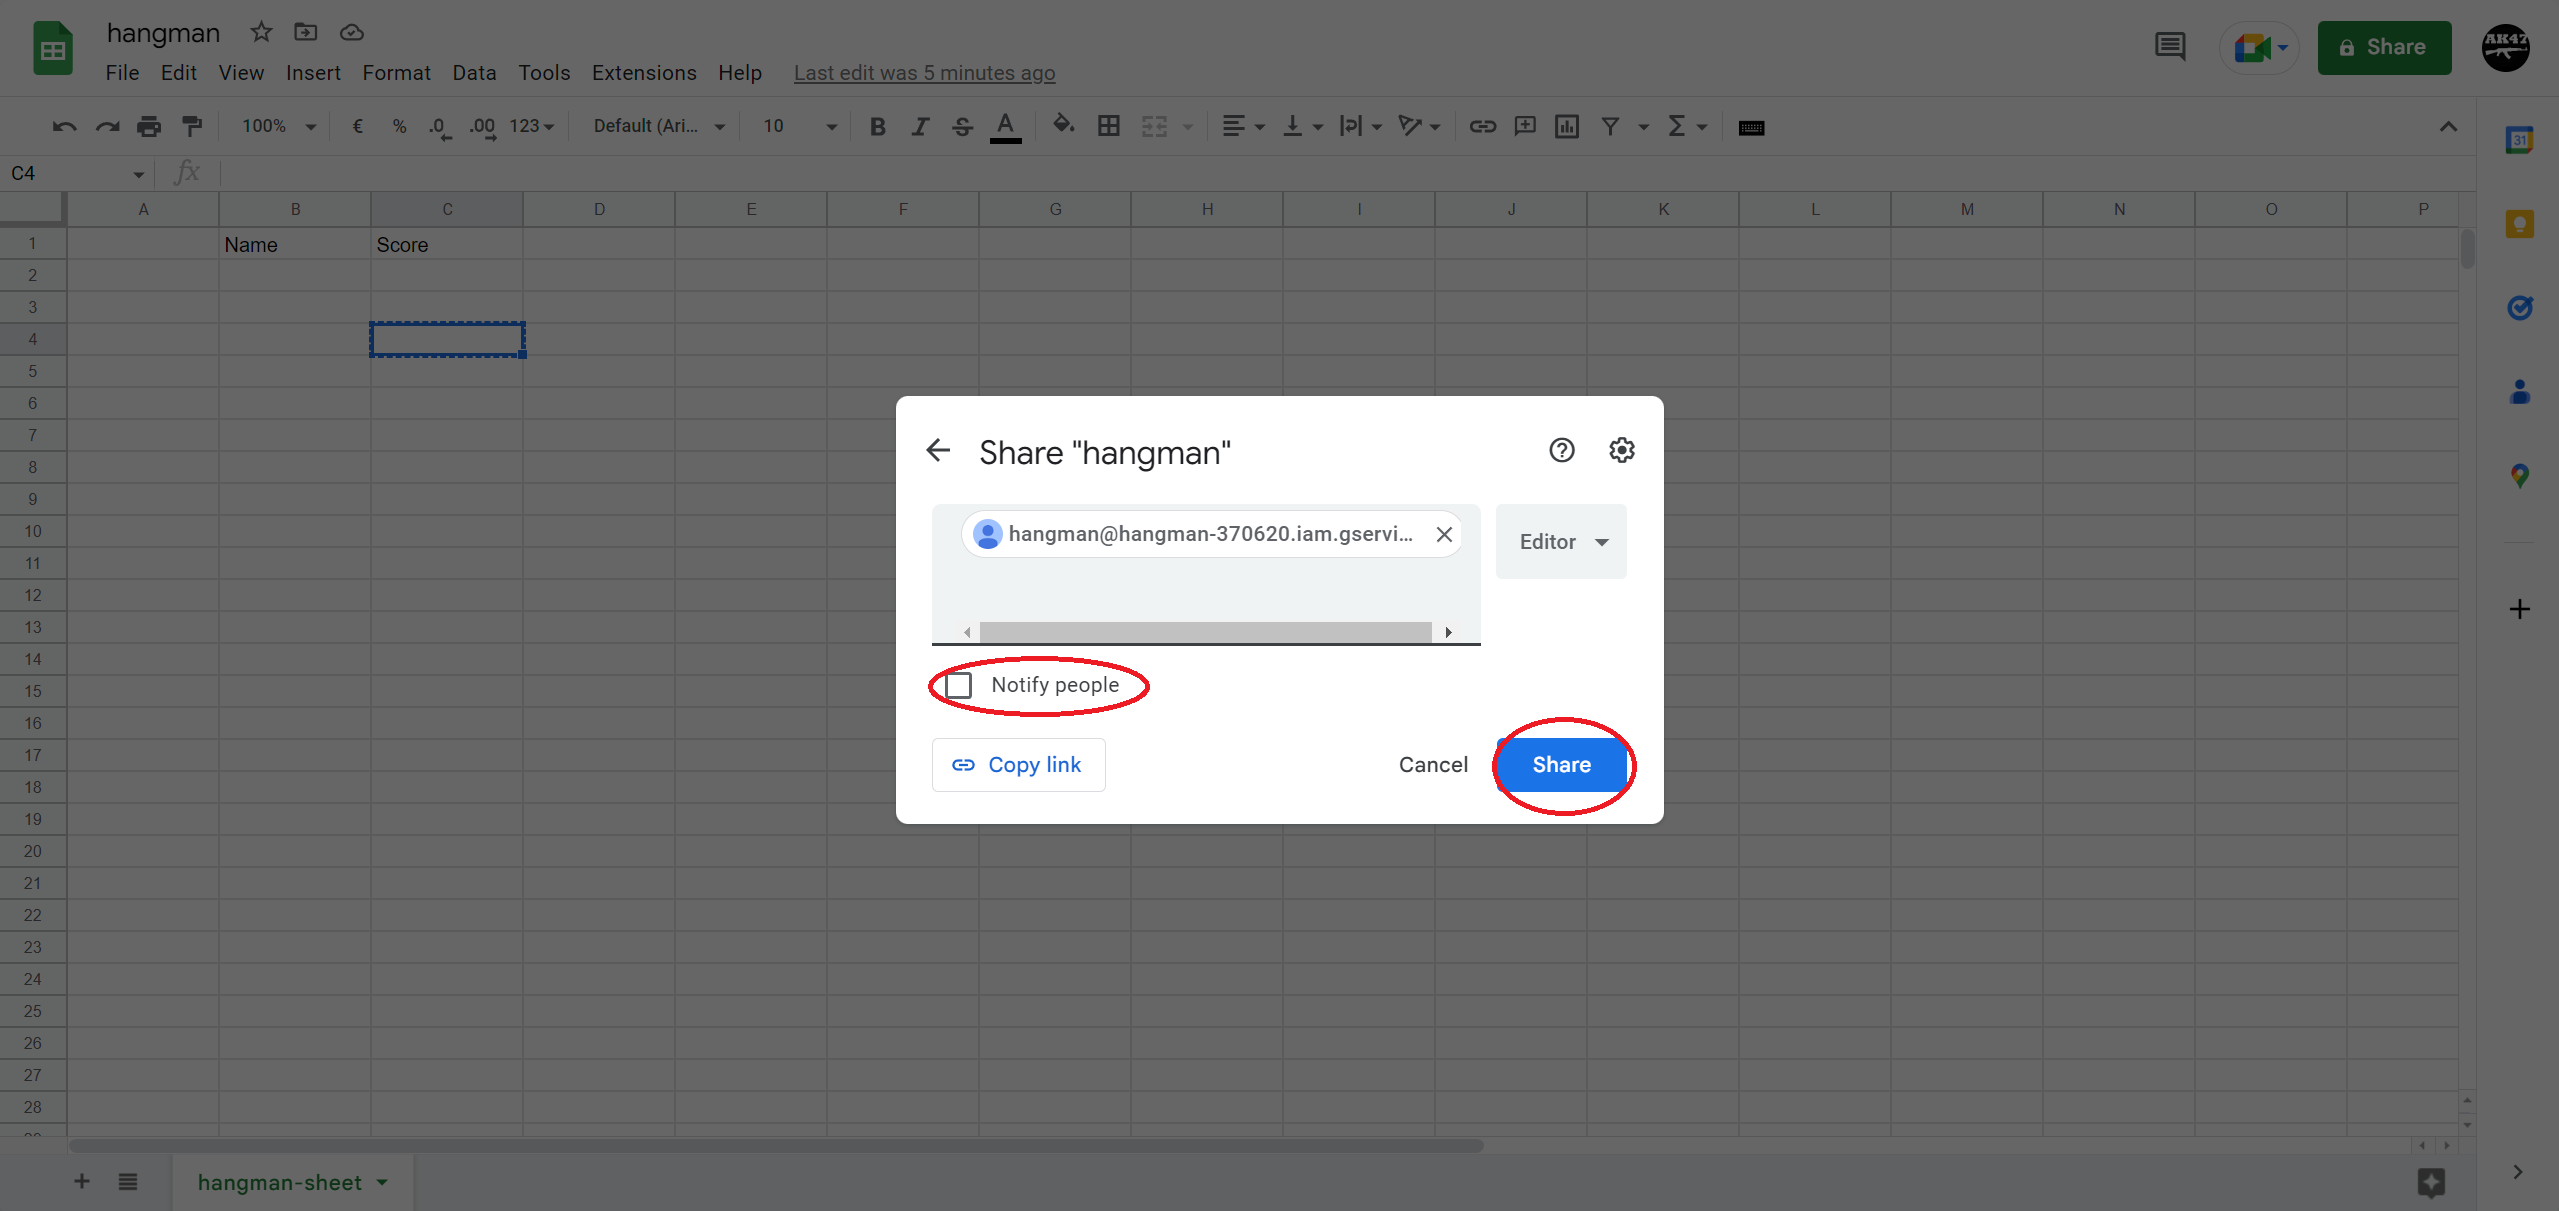 hangman
File Edit View Insert Format Data Tools Extensions Help Last edit was 5 minutes ago
Share
AK47
100% € % .0 .00 123 Default (Ari... 10 B I S A
31
C4 fx
A B C D E F G H I J K L M N O P
1 Name Score
2
3
4
5
6
7
8
9
10
11
12
13
14
15
16
17
18
19
20
21
22
23
24
25
26
27
28
Share "hangman"
hangman@hangman-370620.iam.gservi...
Editor
Notify people
Copy link Cancel Share
hangman-sheet